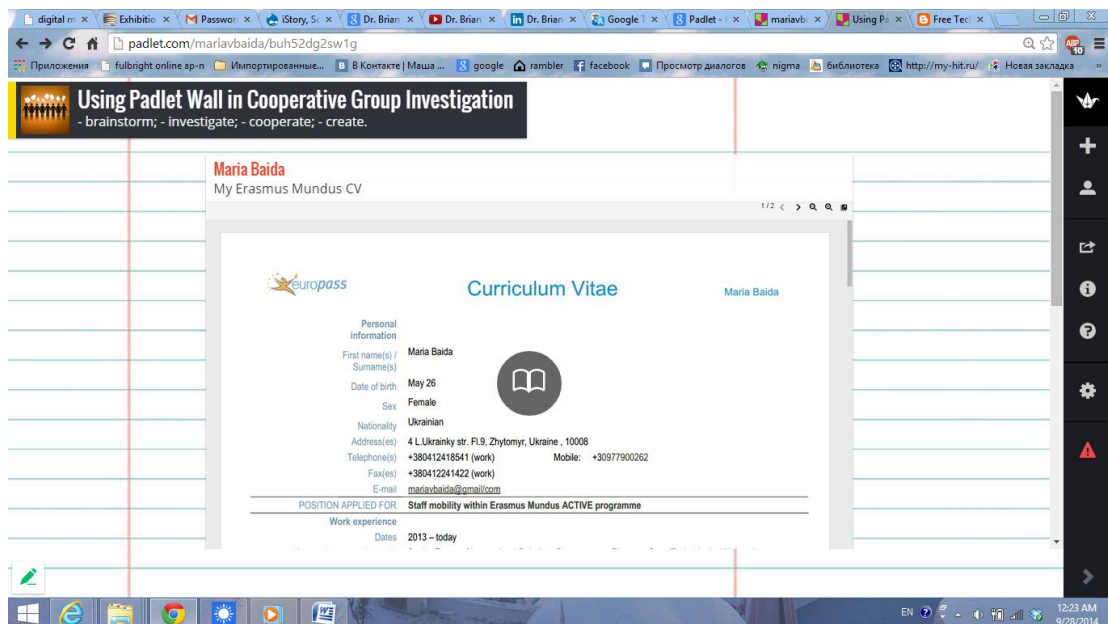 digital m
Exhibitio
Passwor
iStory, Sc
Dr. Brian
Dr. Brian
Dr. Brian
Google T
Padlet -
mariavba
Using Pa
Free Tech
padlet.com/mariavbaida/buh52dg2sw1g
ABP
10
Приложения fulbright online ap-n Импортированные... В Контакте | Маша ... google rambler facebook Просмотр диалогов nigma библиотека http://my-hit.ru/ Новая закладка »
Using Padlet Wall in Cooperative Group Investigation
- brainstorm; - investigate; - cooperate; - create.
Maria Baida
My Erasmus Mundus CV
1/2
europass Curriculum Vitae Maria Baida
Personal
information
First name(s) / Maria Baida
Surname(s)
Date of birth May 26
Sex Female
Nationality Ukrainian
Address(es) 4 L.Ukrainky str. Fl.9, Zhytomyr, Ukraine , 10008
Telephone(s) +380412418541 (work) Mobile: +30977900262
Fax(es) +380412241422 (work)
E-mail mariavbaida@gmail/com
POSITION APPLIED FOR Staff mobility within Erasmus Mundus ACTIVE programme
Work experience
Dates 2013 – today
EN 12:23 AM
9/28/2014